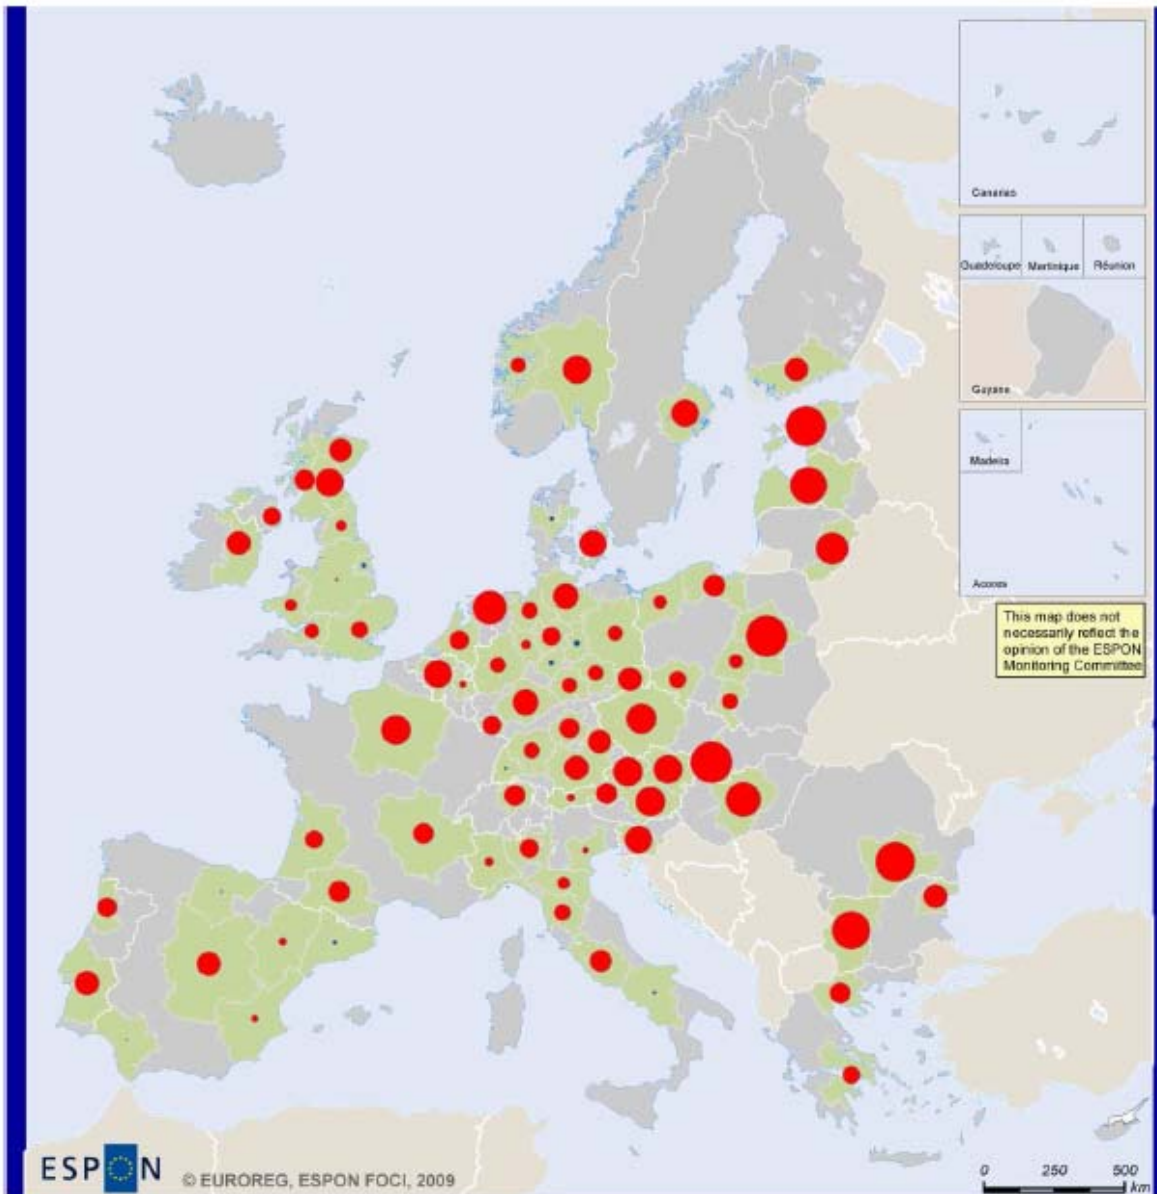 Canarias
Guadeloupe Martinique Réunion
Guyane
Madeira
Acores
This map does not
necessarily reflect the
opinion of the ESPON
Monitoring Committee
ESPON © EUROREG, ESPON FOCI, 2009
0 250 500
km